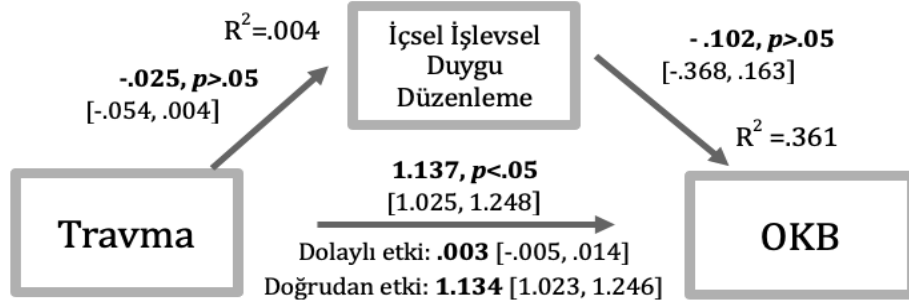 R²=.004
İçsel İşlevsel
Duygu
Düzenleme
-.025, p>.05
[-.054, .004]
- .102, p>.05
[-.368, .163]
R² =.361
Travma
1.137, p<.05
[1.025, 1.248]
Dolaylı etki: .003 [-.005, .014]
Doğrudan etki: 1.134 [1.023, 1.246]
OKB